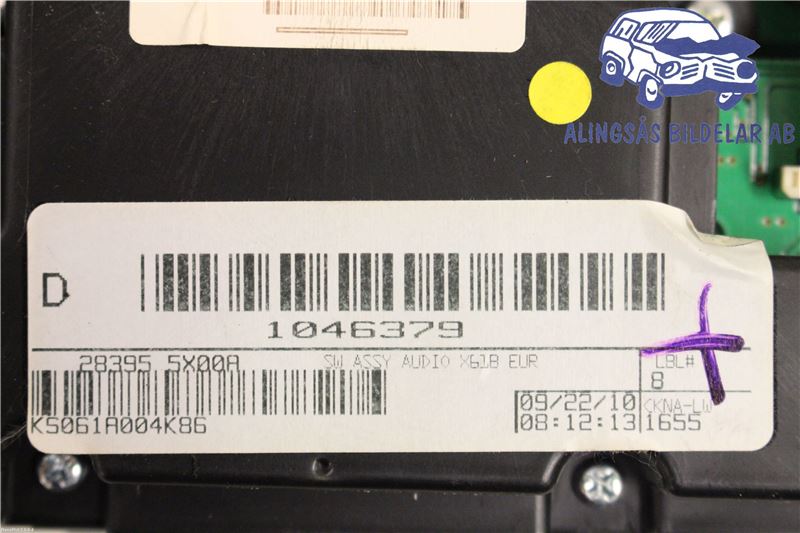 ALINGSÅS BILDELAR AB
D
1046379
28395 5X00A SW ASSY AUDIO X61B EUR LBL#
8
K5061A004K86
09/22/10 CKNA-LW
08:12:13 1655